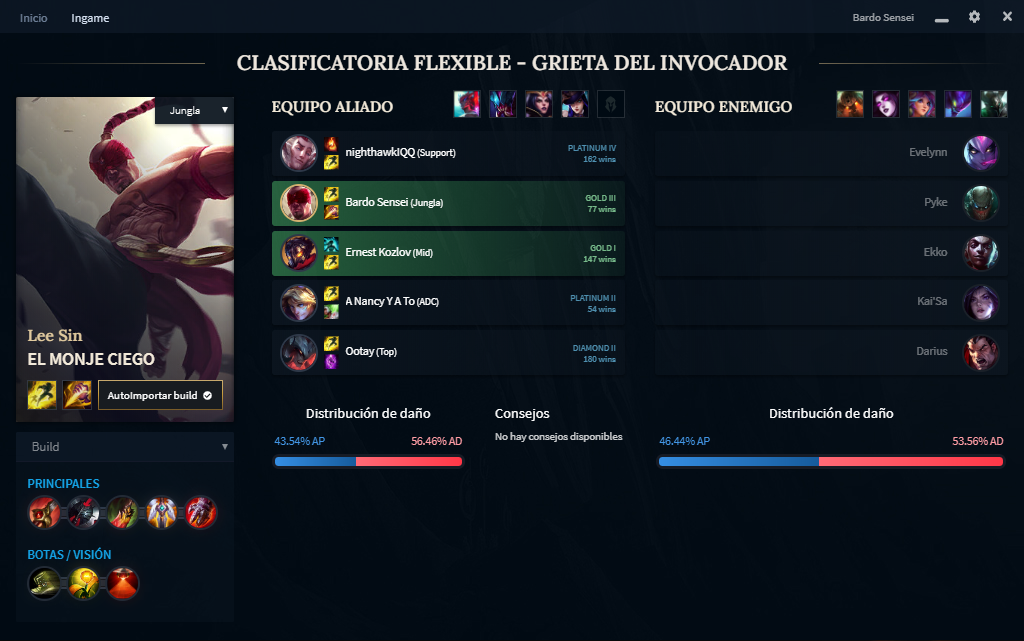 Inicio
Ingame
Bardo Sensei
CLASIFICATORIA FLEXIBLE - GRIETA DEL INVOCADOR
Jungla
Lee Sin
EL MONJE CIEGO
AutoImportar build
Build
PRINCIPALES
BOTAS / VISIÓN
EQUIPO ALIADO
nighthawkIQQ (Support)
PLATINUM IV
162 wins
Bardo Sensei (Jungla)
GOLD III
77 wins
Ernest Kozlov (Mid)
GOLD I
147 wins
A Nancy Y A To (ADC)
PLATINUM II
54 wins
Ootay (Top)
DIAMOND II
180 wins
Distribución de daño
43.54% AP
56.46% AD
Consejos
No hay consejos disponibles
EQUIPO ENEMIGO
Evelynn
Pyke
Ekko
Kai'Sa
Darius
Distribución de daño
46.44% AP
53.56% AD